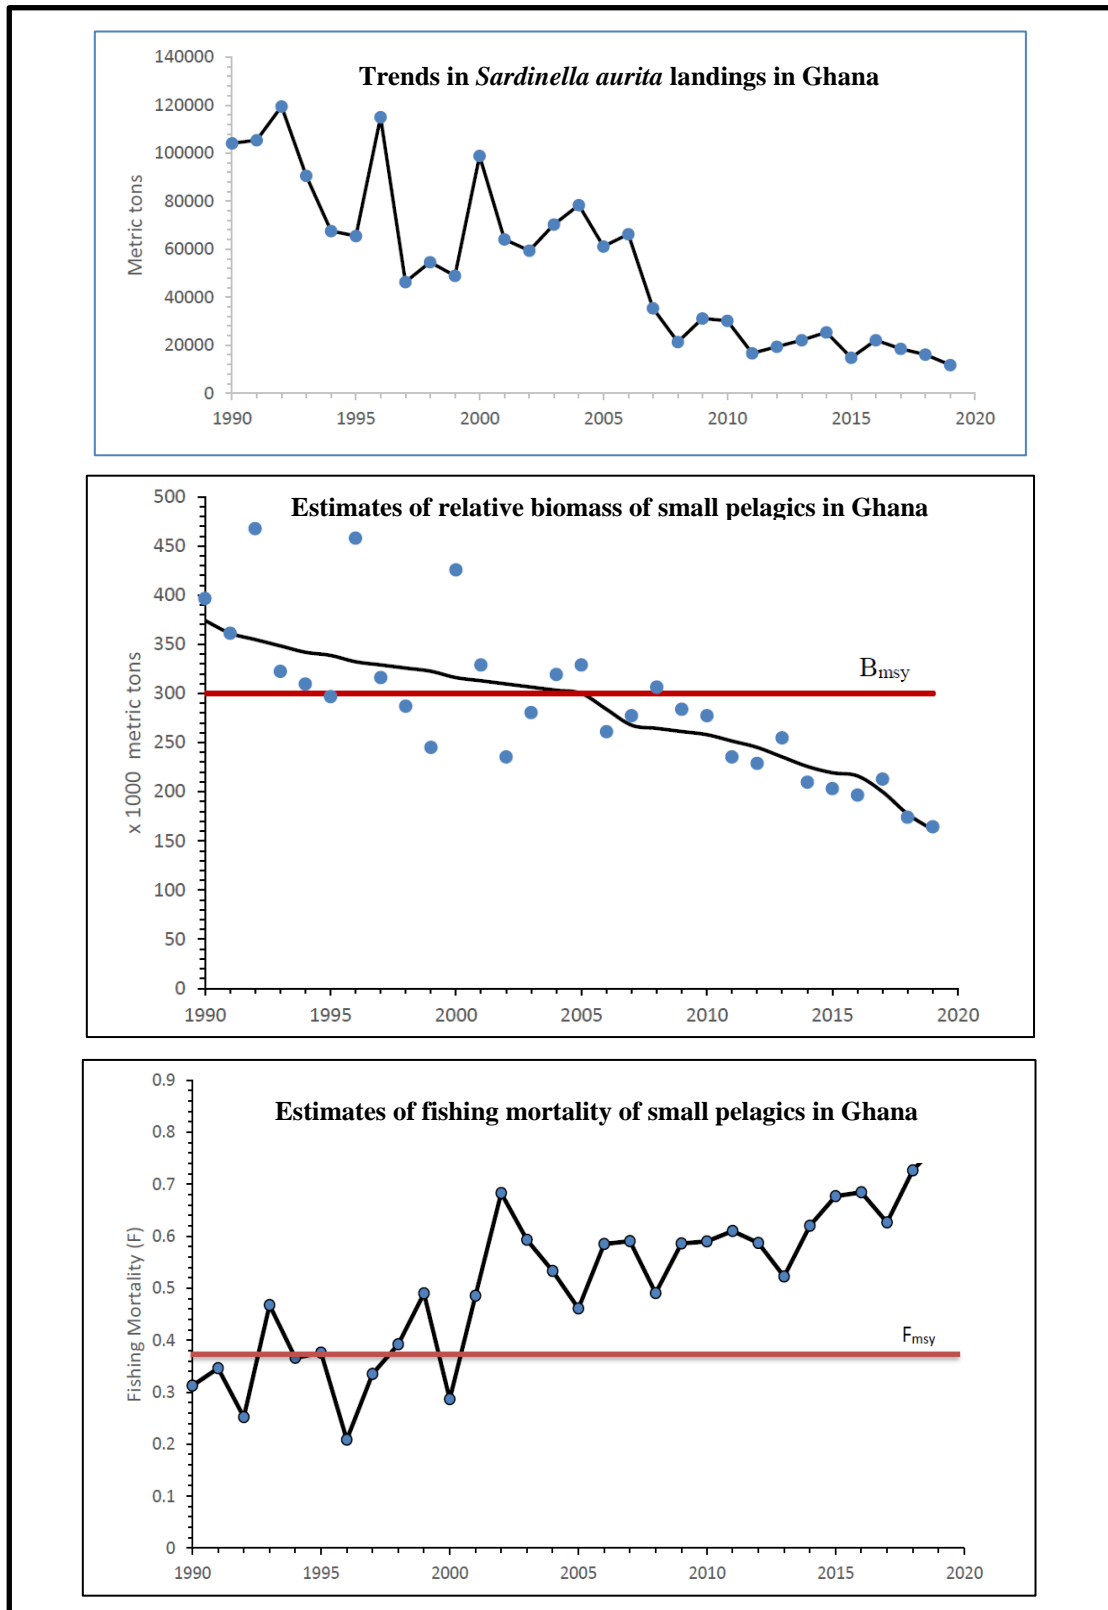 Trends in Sardinella aurita landings in Ghana
140000
120000
100000
80000
60000
40000
20000
0
Metric tons
1990 1995 2000 2005 2010 2015 2020
Estimates of relative biomass of small pelagics in Ghana
500
450
400
350
300
250
200
150
100
50
0
x 1000 metric tons
Bmsy
1990 1995 2000 2005 2010 2015 2020
Estimates of fishing mortality of small pelagics in Ghana
0.9
0.8
0.7
0.6
0.5
0.4
0.3
0.2
0.1
0
Fishing Mortality (F)
Fmsy
1990 1995 2000 2005 2010 2015 2020